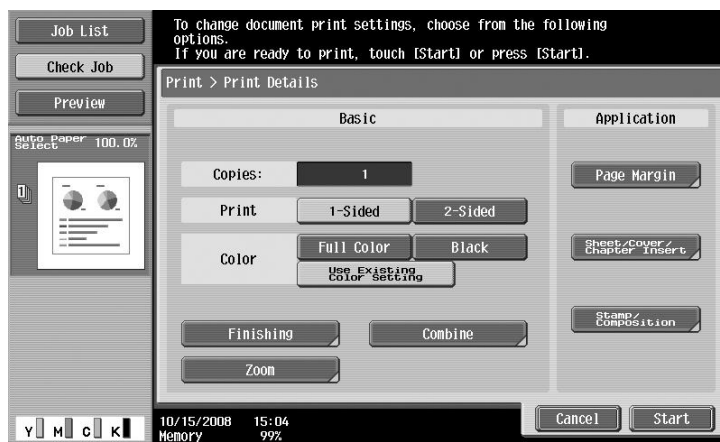 Job List
Check Job
Preview
Auto Paper
Select 100.0%
1
To change document print settings, choose from the following
options.
If you are ready to print, touch [Start] or press [Start].
Print > Print Details
Basic
Copies: 1
Print 1-Sided 2-Sided
Color Full Color Black
Use Existing
Color Setting
Finishing Combine
Zoom
Application
Page Margin
Sheet/Cover/
Chapter Insert
Stamp/
Composition
Y M C K
10/15/2008 15:04
Memory 99%
Cancel Start